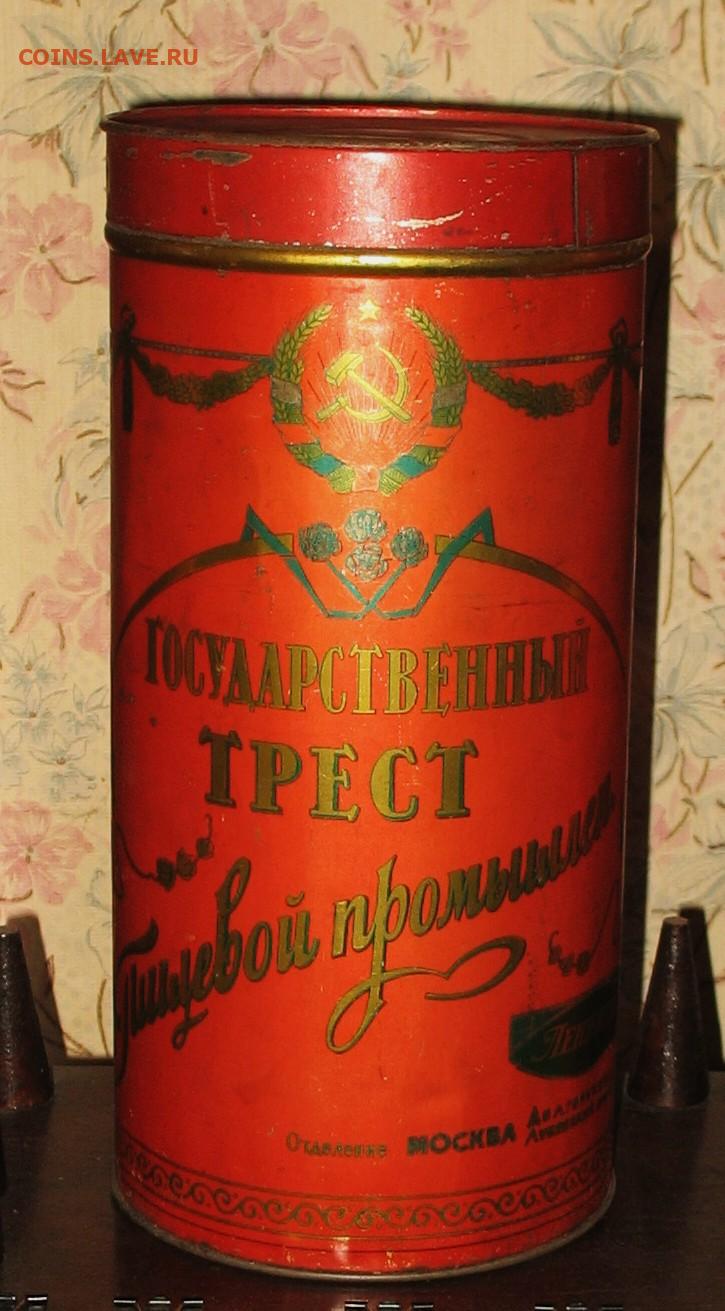 COINS.LAVE.RU
ГОСУДАРСТВЕННЫЙ
ТРЕСТ
Пищевой промышлен
Отделение МОСКВА